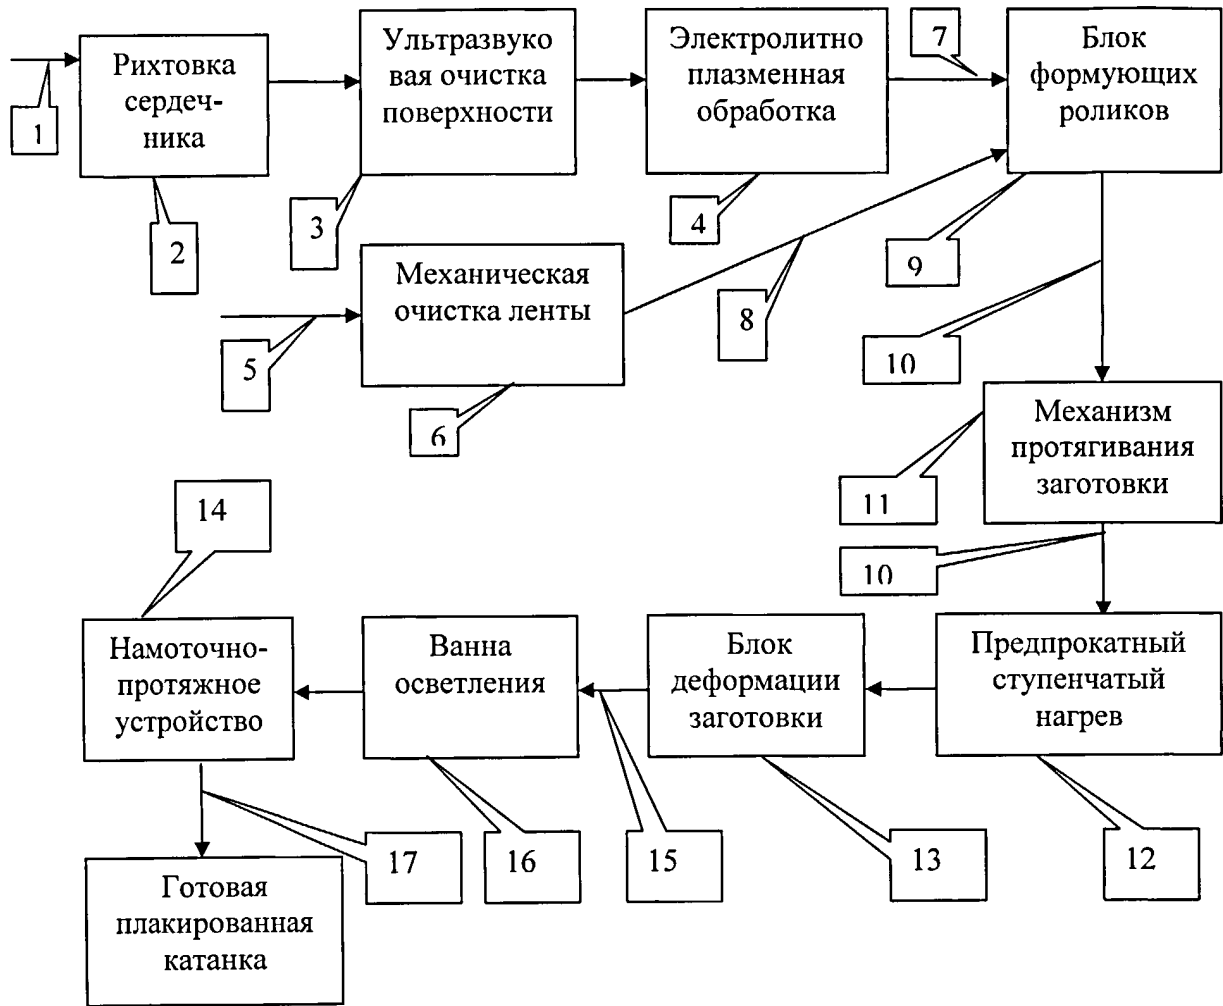 Рихтовка
сердеч-
ника
Ультразвуко
вая очистка
поверхности
Электролитно
плазменная
обработка
7
Блок
формующих
роликов
1
2
3
4
9
Механическая
очистка ленты
5
6
8
10
Механизм
протягивания
заготовки
11
10
14
Намоточно-
протяжное
устройство
Ванна
осветления
Блок
деформации
заготовки
Предпрокатный
ступенчатый
нагрев
17
16
15
13
12
Готовая
плакированная
катанка